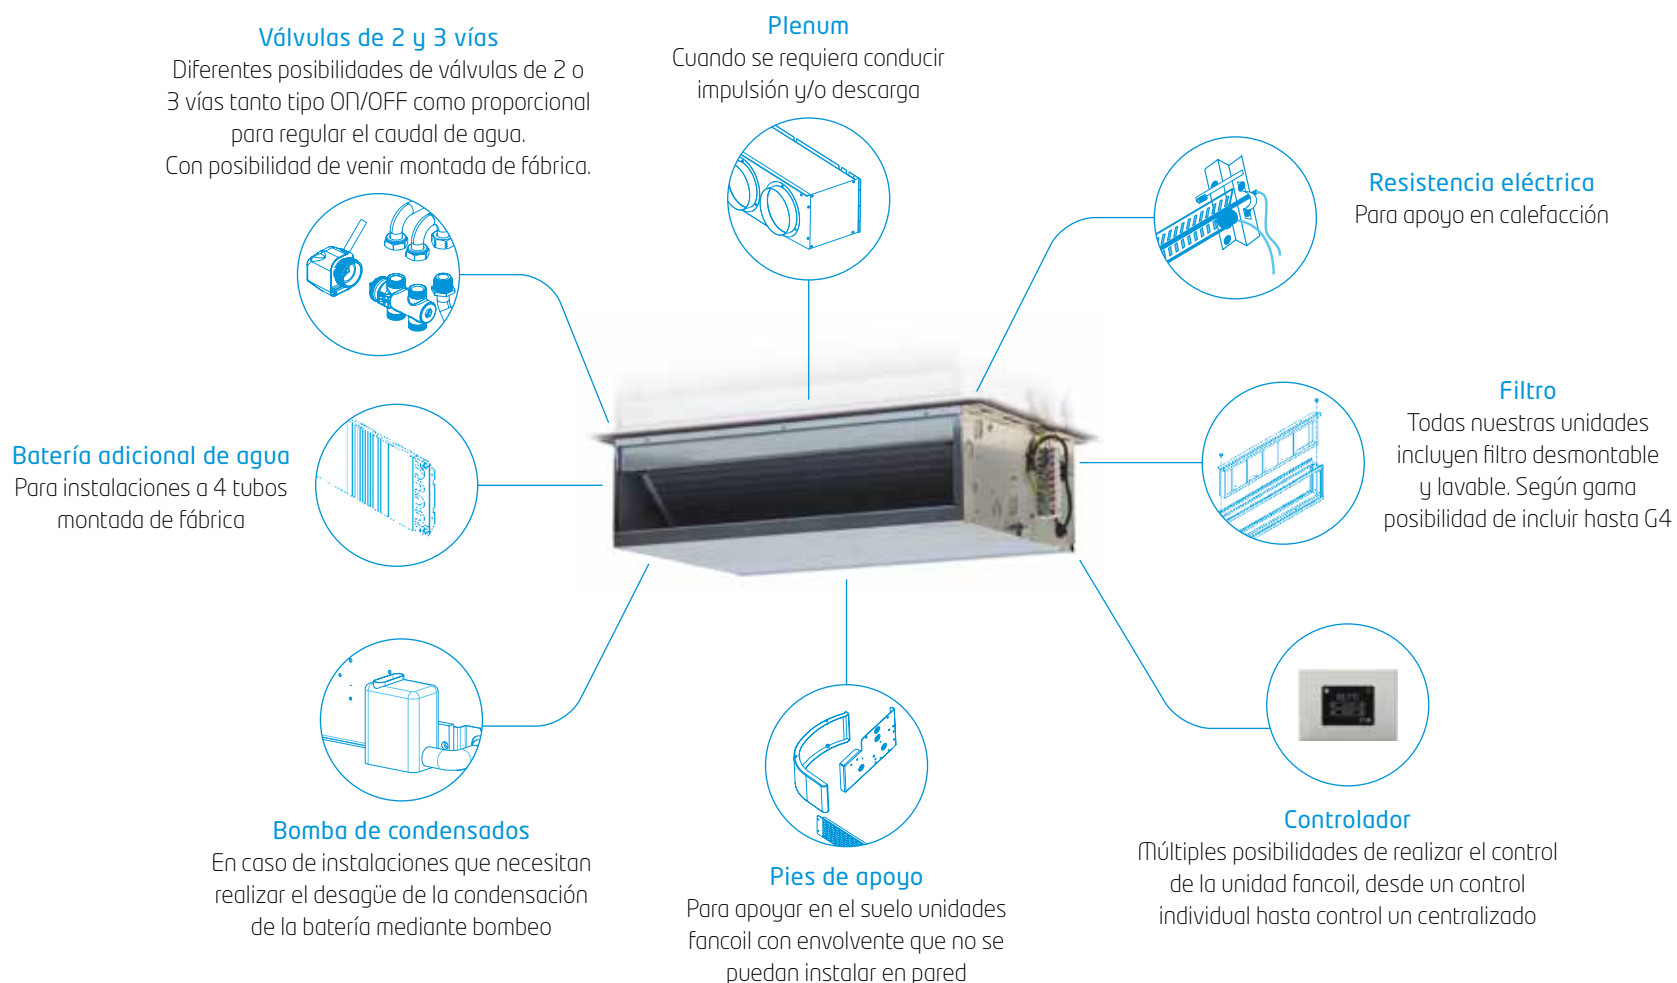 Válvulas de 2 y 3 vías
Diferentes posibilidades de válvulas de 2 o
3 vías tanto tipo ON/OFF como proporcional
para regular el caudal de agua.
Con posibilidad de venir montada de fábrica.
Plenum
Cuando se requiera conducir
impulsión y/o descarga
Resistencia eléctrica
Para apoyo en calefacción
Filtro
Todas nuestras unidades
incluyen filtro desmontable
y lavable. Según gama
posibilidad de incluir hasta G4
Batería adicional de agua
Para instalaciones a 4 tubos
montada de fábrica
Bomba de condensados
En caso de instalaciones que necesitan
realizar el desagüe de la condensación
de la batería mediante bombeo
Pies de apoyo
Para apoyar en el suelo unidades
fancoil con envolvente que no se
puedan instalar en pared
Controlador
Múltiples posibilidades de realizar el control
de la unidad fancoil, desde un control
individual hasta control un centralizado